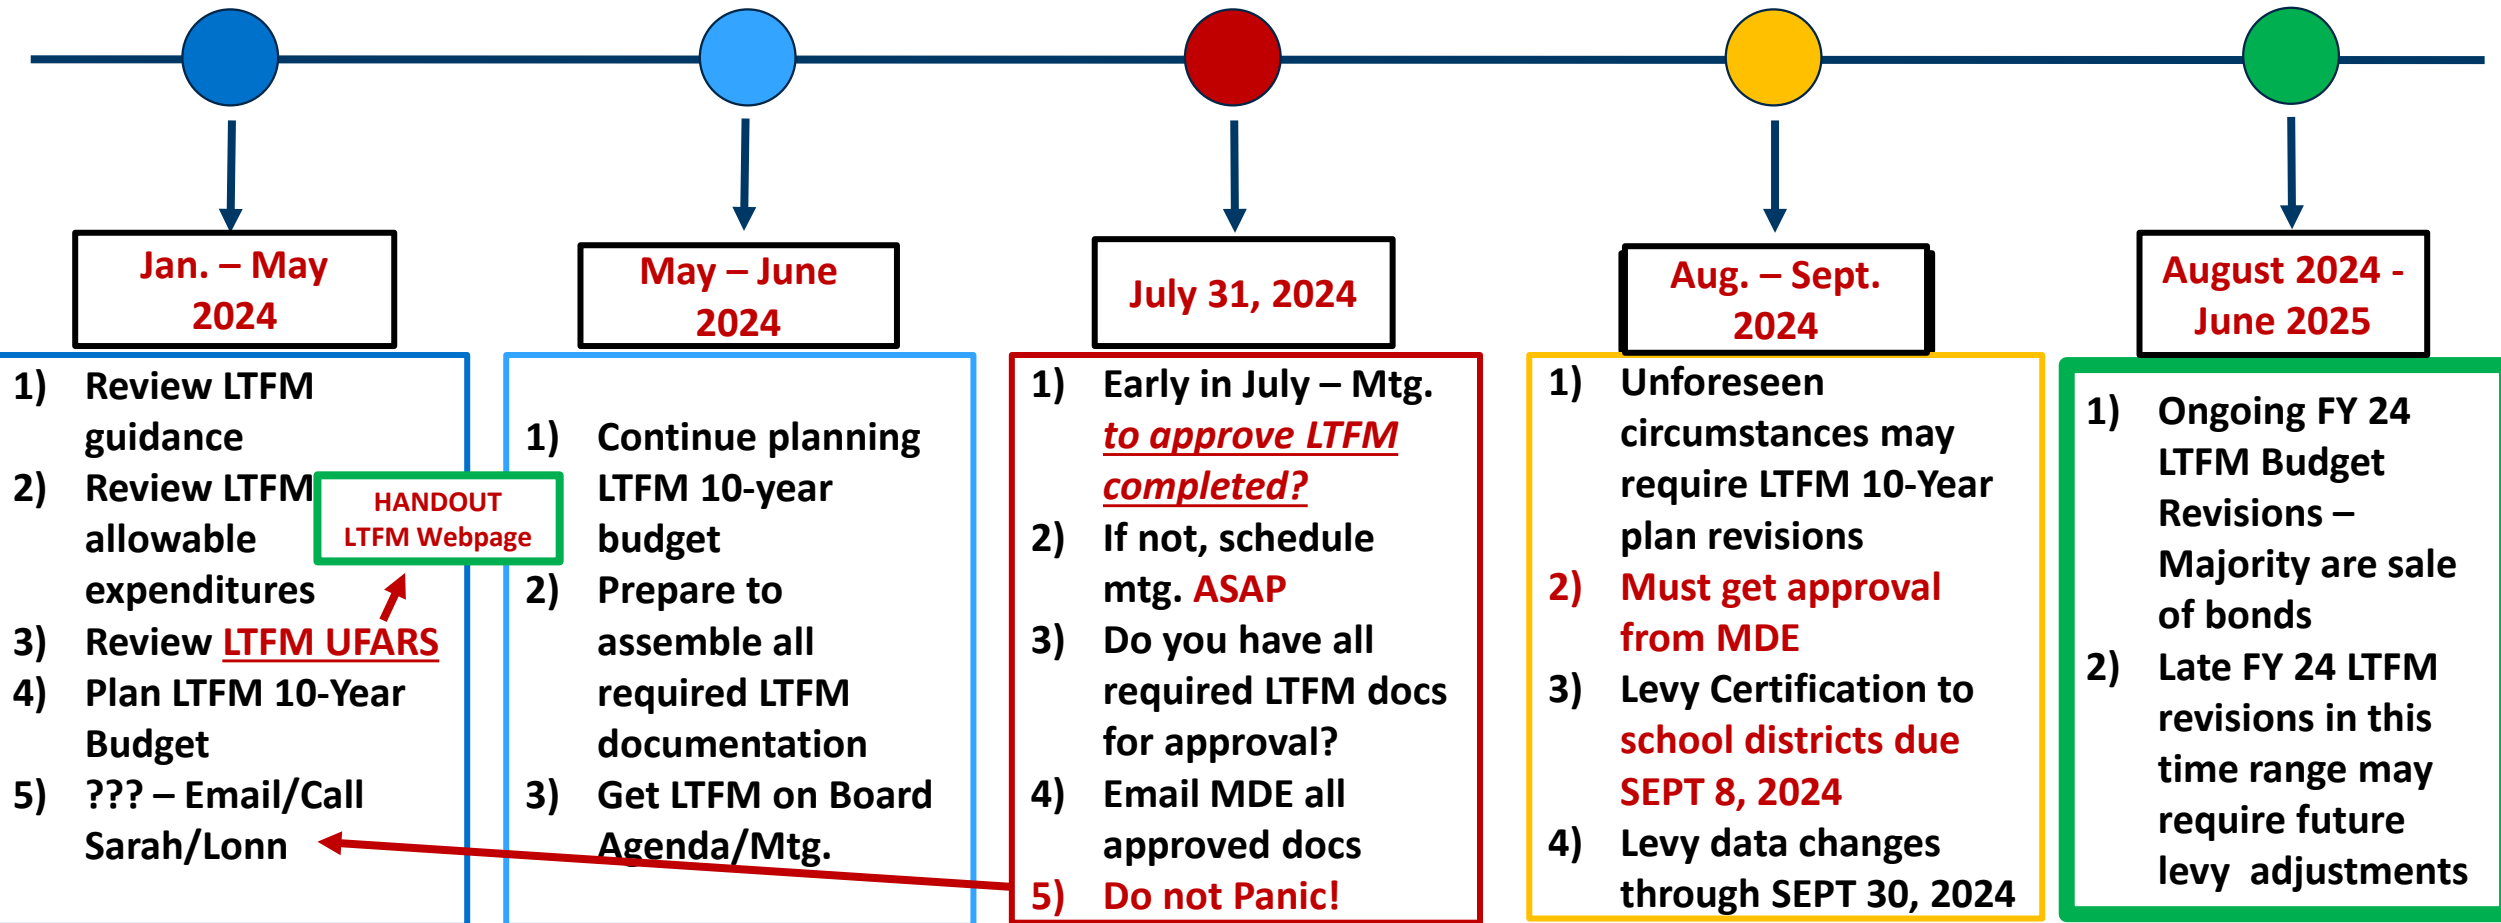 Jan. – May
2024
May – June
2024
July 31, 2024
Aug. – Sept.
2024
August 2024 -
June 2025
1) Review LTFM
guidance
2) Review LTFM
allowable
expenditures
3) Review LTFM UFARS
4) Plan LTFM 10-Year
Budget
5) ??? – Email/Call
Sarah/Lonn
HANDOUT
LTFM Webpage
1) Continue planning
LTFM 10-year
budget
2) Prepare to
assemble all
required LTFM
documentation
3) Get LTFM on Board
Agenda/Mtg.
1) Early in July – Mtg.
to approve LTFM
completed?
2) If not, schedule
mtg. ASAP
3) Do you have all
required LTFM docs
for approval?
4) Email MDE all
approved docs
5) Do not Panic!
1) Unforeseen
circumstances may
require LTFM 10-Year
plan revisions
2) Must get approval
from MDE
3) Levy Certification to
school districts due
SEPT 8, 2024
4) Levy data changes
through SEPT 30, 2024
1) Ongoing FY 24
LTFM Budget
Revisions –
Majority are sale
of bonds
2) Late FY 24 LTFM
revisions in this
time range may
require future
levy adjustments